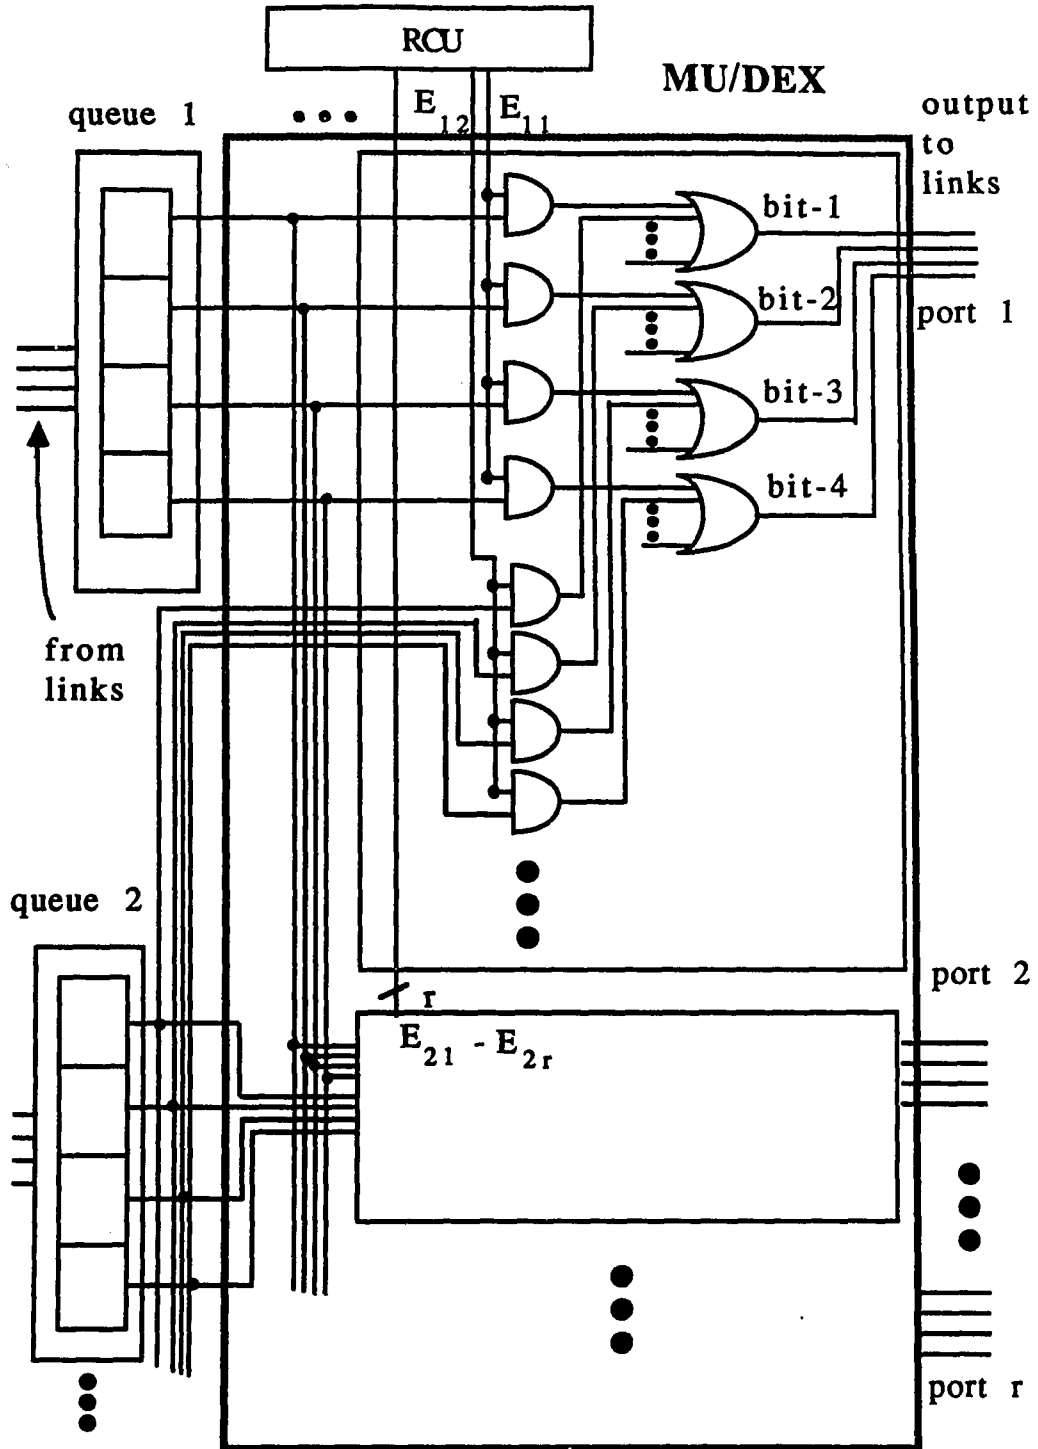 RCU
MU/DEX
queue 1
E12
E11
output
to
links
bit-1
bit-2
port 1
bit-3
bit-4
from
links
queue 2
port 2
r
E21 - E2r
port r